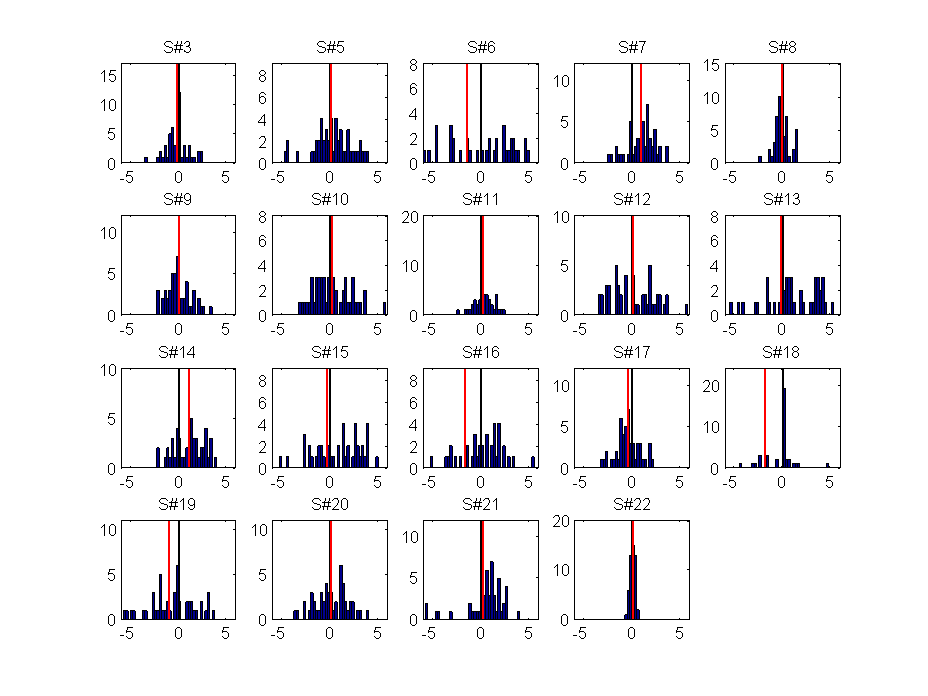 S#3 S#5 S#6 S#7 S#8
15 8 8 10 15
10 6 6 10
5 4 4 5 5
0 2 2 0 0
0 0
-5 0 5 -5 0 5 -5 0 5 -5 0 5 -5 0 5
S#9 S#10 S#11 S#12 S#13
10 8 20 10 8
5 6 10 5 6
0 4 0 0 4
2 2
0 0
-5 0 5 -5 0 5 -5 0 5 -5 0 5 -5 0 5
S#14 S#15 S#16 S#17 S#18
10 8 8 10 20
5 6 6 5 10
0 4 4 0 0
2 2
0 0
-5 0 5 -5 0 5 -5 0 5 -5 0 5 -5 0 5
S#19 S#20 S#21 S#22
10 10 10 20
5 5 5 10
0 0 0 0
-5 0 5 -5 0 5 -5 0 5 -5 0 5